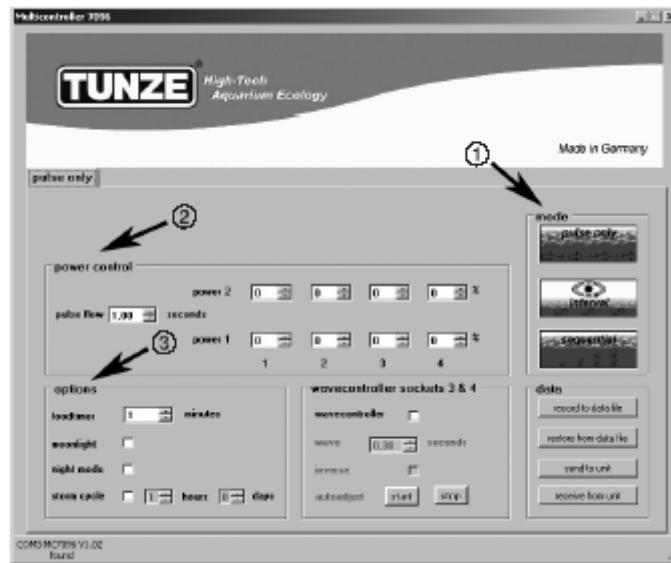 Multicontroller 7096
TUNZE® High-Tech
Aquarium Ecology
Made in Germany
1
pulse only
2
mode
pulse only
power control
power 2 0 0 0 0 %
pulse flow 1,00 seconds
interval
power 1 0 0 0 0 %
3
sequential
1 2 3 4
options
foodtimer 1 minutes
moonlight
night mode
storm cycle 1 hours 8 days
wavecontroller sockets 3 & 4
wavecontroller
wave 0,30 seconds
inverse
autoadjust start stop
data
record to data file
restore from data file
send to unit
receive from unit
COM3 MC7096 V1.02
found